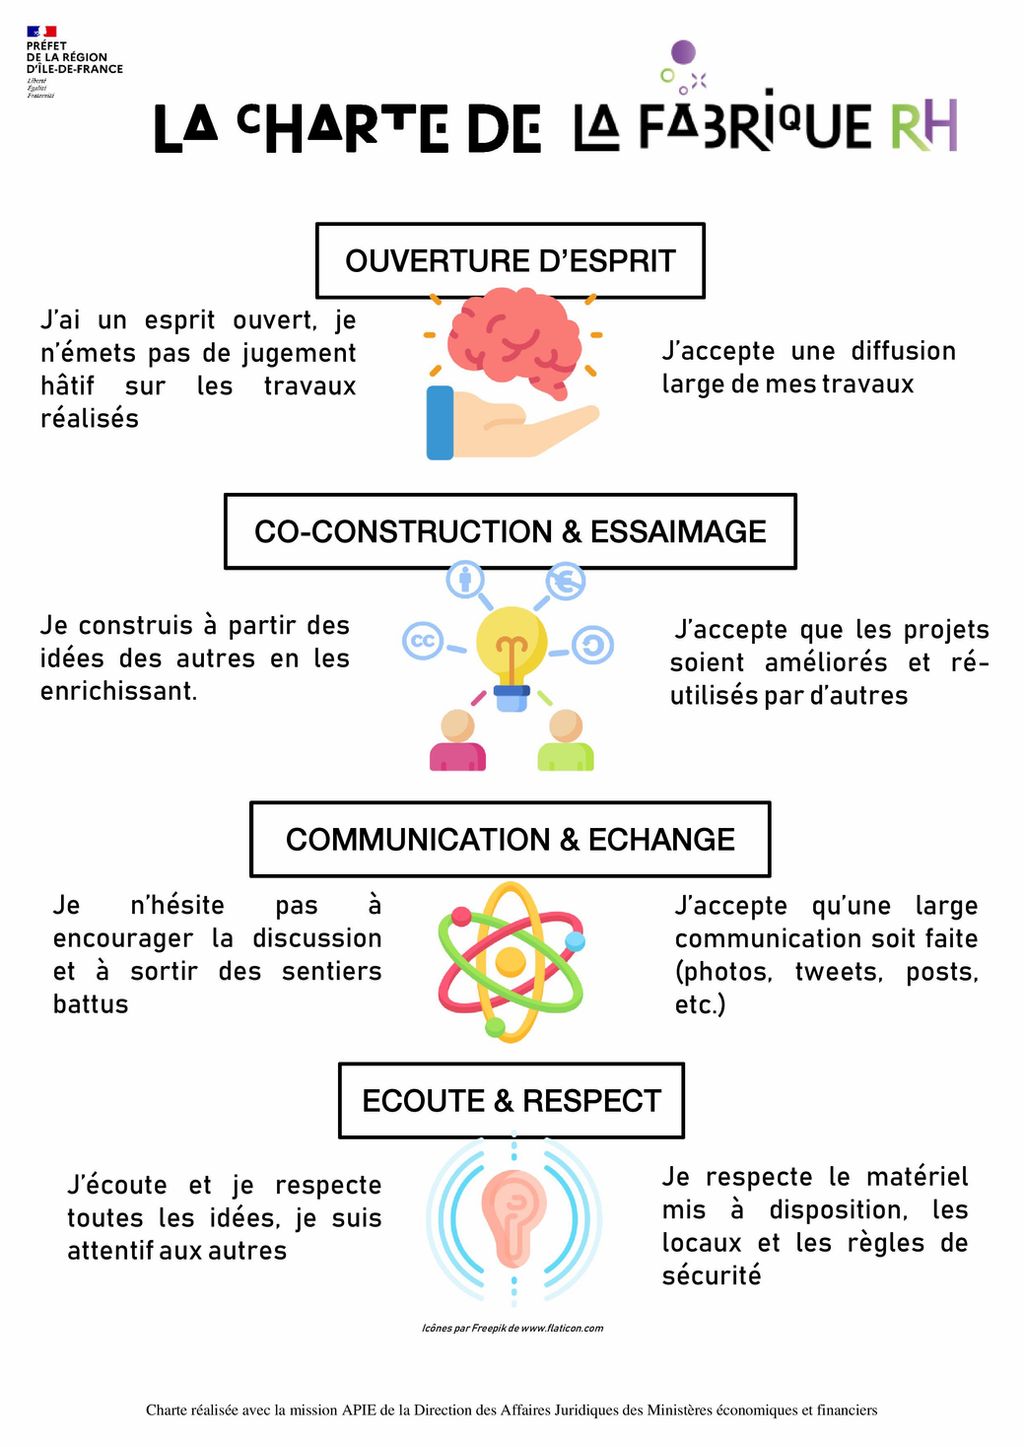 PRÉFET
DE LA RÉGION
D'ÎLE-DE-FRANCE
Liberté
Égalité
Fraternité
LA CHARTE DE LA FABRIQUE RH
OUVERTURE D'ESPRIT
J'ai un esprit ouvert, je
n'émets pas de jugement
hâtif sur les travaux
réalisés
J'accepte une diffusion
large de mes travaux
CO-CONSTRUCTION & ESSAIMAGE
Je construis à partir des
idées des autres en les
enrichissant.
cc
€
J'accepte que les projets
soient améliorés et ré-
utilisés par d'autres
COMMUNICATION & ECHANGE
Je n'hésite pas à
encourager la discussion
et à sortir des sentiers
battus
J'accepte qu'une large
communication soit faite
(photos, tweets, posts,
etc.)
ECOUTE & RESPECT
J'écoute et je respecte
toutes les idées, je suis
attentif aux autres
Je respecte le matériel
mis à disposition, les
locaux et les règles de
sécurité
Icônes par Freepik de www.flaticon.com
Charte réalisée avec la mission APIE de la Direction des Affaires Juridiques des Ministères économiques et financiers